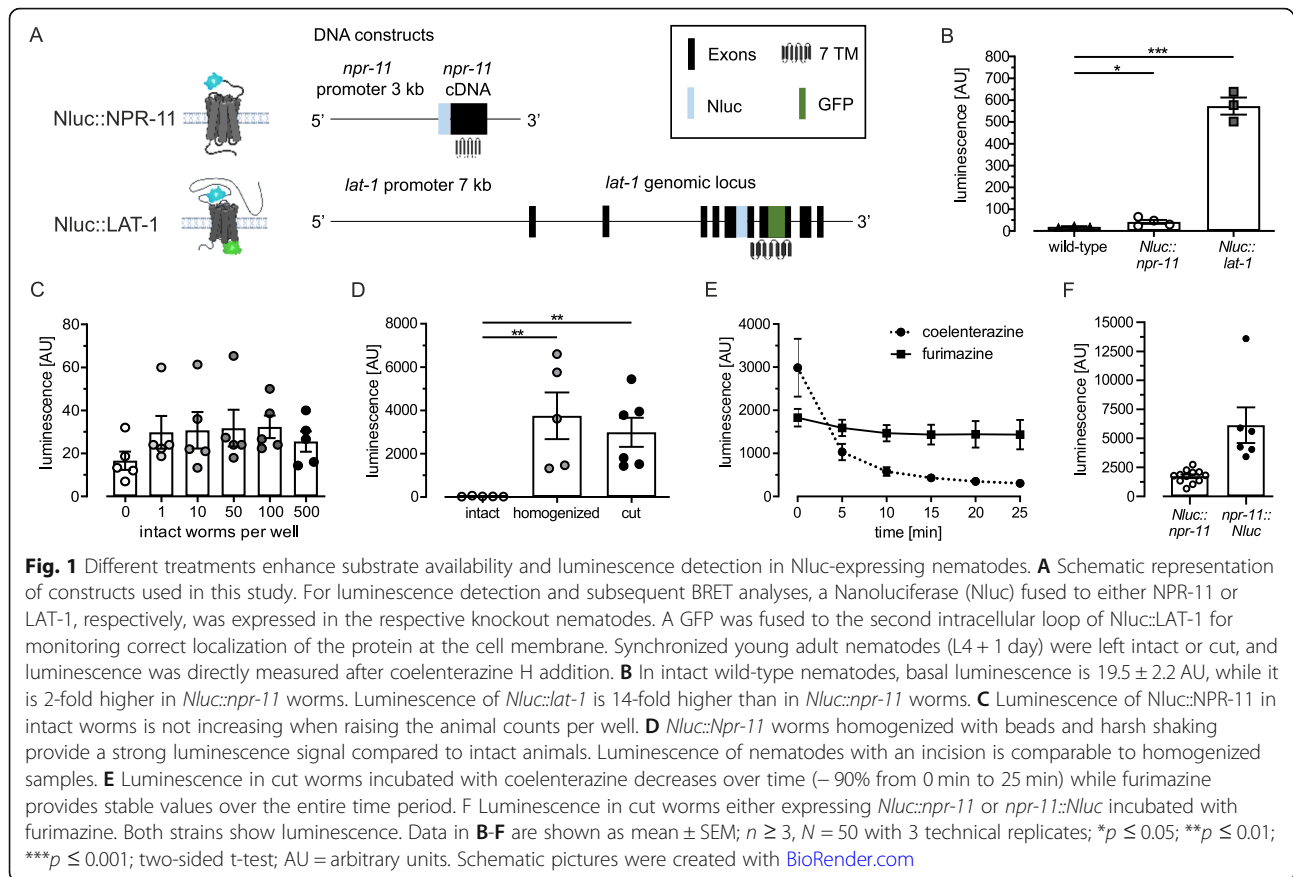 A
DNA constructs
npr-11
promoter 3 kb
npr-11
cDNA
Nluc::NPR-11
5’
3’
Exons
7 TM
Nluc
GFP
lat-1 promoter 7 kb
lat-1 genomic locus
Nluc::LAT-1
5’
3’
B
luminescence [AU]
800
700
600
500
400
300
200
100
0
***
*
wild-type
Nluc::
npr-11
Nluc::
lat-1
C
luminescence [AU]
80
60
40
20
0
0 1 10 50 100 500
intact worms per well
D
luminescence [AU]
8000
6000
4000
2000
0
**
**
intact homogenized cut
E
luminescence [AU]
4000
3000
2000
1000
0
coelenterazine
furimazine
0 5 10 15 20 25
time [min]
F
luminescence [AU]
15000
12500
10000
7500
5000
2500
0
Nluc::
npr-11
npr-11::
Nluc
Fig. 1 Different treatments enhance substrate availability and luminescence detection in Nluc-expressing nematodes. A Schematic representation
of constructs used in this study. For luminescence detection and subsequent BRET analyses, a Nanoluciferase (Nluc) fused to either NPR-11 or
LAT-1, respectively, was expressed in the respective knockout nematodes. A GFP was fused to the second intracellular loop of Nluc::LAT-1 for
monitoring correct localization of the protein at the cell membrane. Synchronized young adult nematodes (L4 + 1 day) were left intact or cut, and
luminescence was directly measured after coelenterazine H addition. B In intact wild-type nematodes, basal luminescence is 19.5 ± 2.2 AU, while it
is 2-fold higher in Nluc::npr-11 worms. Luminescence of Nluc::lat-1 is 14-fold higher than in Nluc::npr-11 worms. C Luminescence of Nluc::NPR-11 in
intact worms is not increasing when raising the animal counts per well. D Nluc::Npr-11 worms homogenized with beads and harsh shaking
provide a strong luminescence signal compared to intact animals. Luminescence of nematodes with an incision is comparable to homogenized
samples. E Luminescence in cut worms incubated with coelenterazine decreases over time (− 90% from 0 min to 25 min) while furimazine
provides stable values over the entire time period. F Luminescence in cut worms either expressing Nluc::npr-11 or npr-11::Nluc incubated with
furimazine. Both strains show luminescence. Data in B-F are shown as mean ± SEM; n ≥ 3, N = 50 with 3 technical replicates; *p ≤ 0.05; **p ≤ 0.01;
***p ≤ 0.001; two-sided t-test; AU = arbitrary units. Schematic pictures were created with BioRender.com